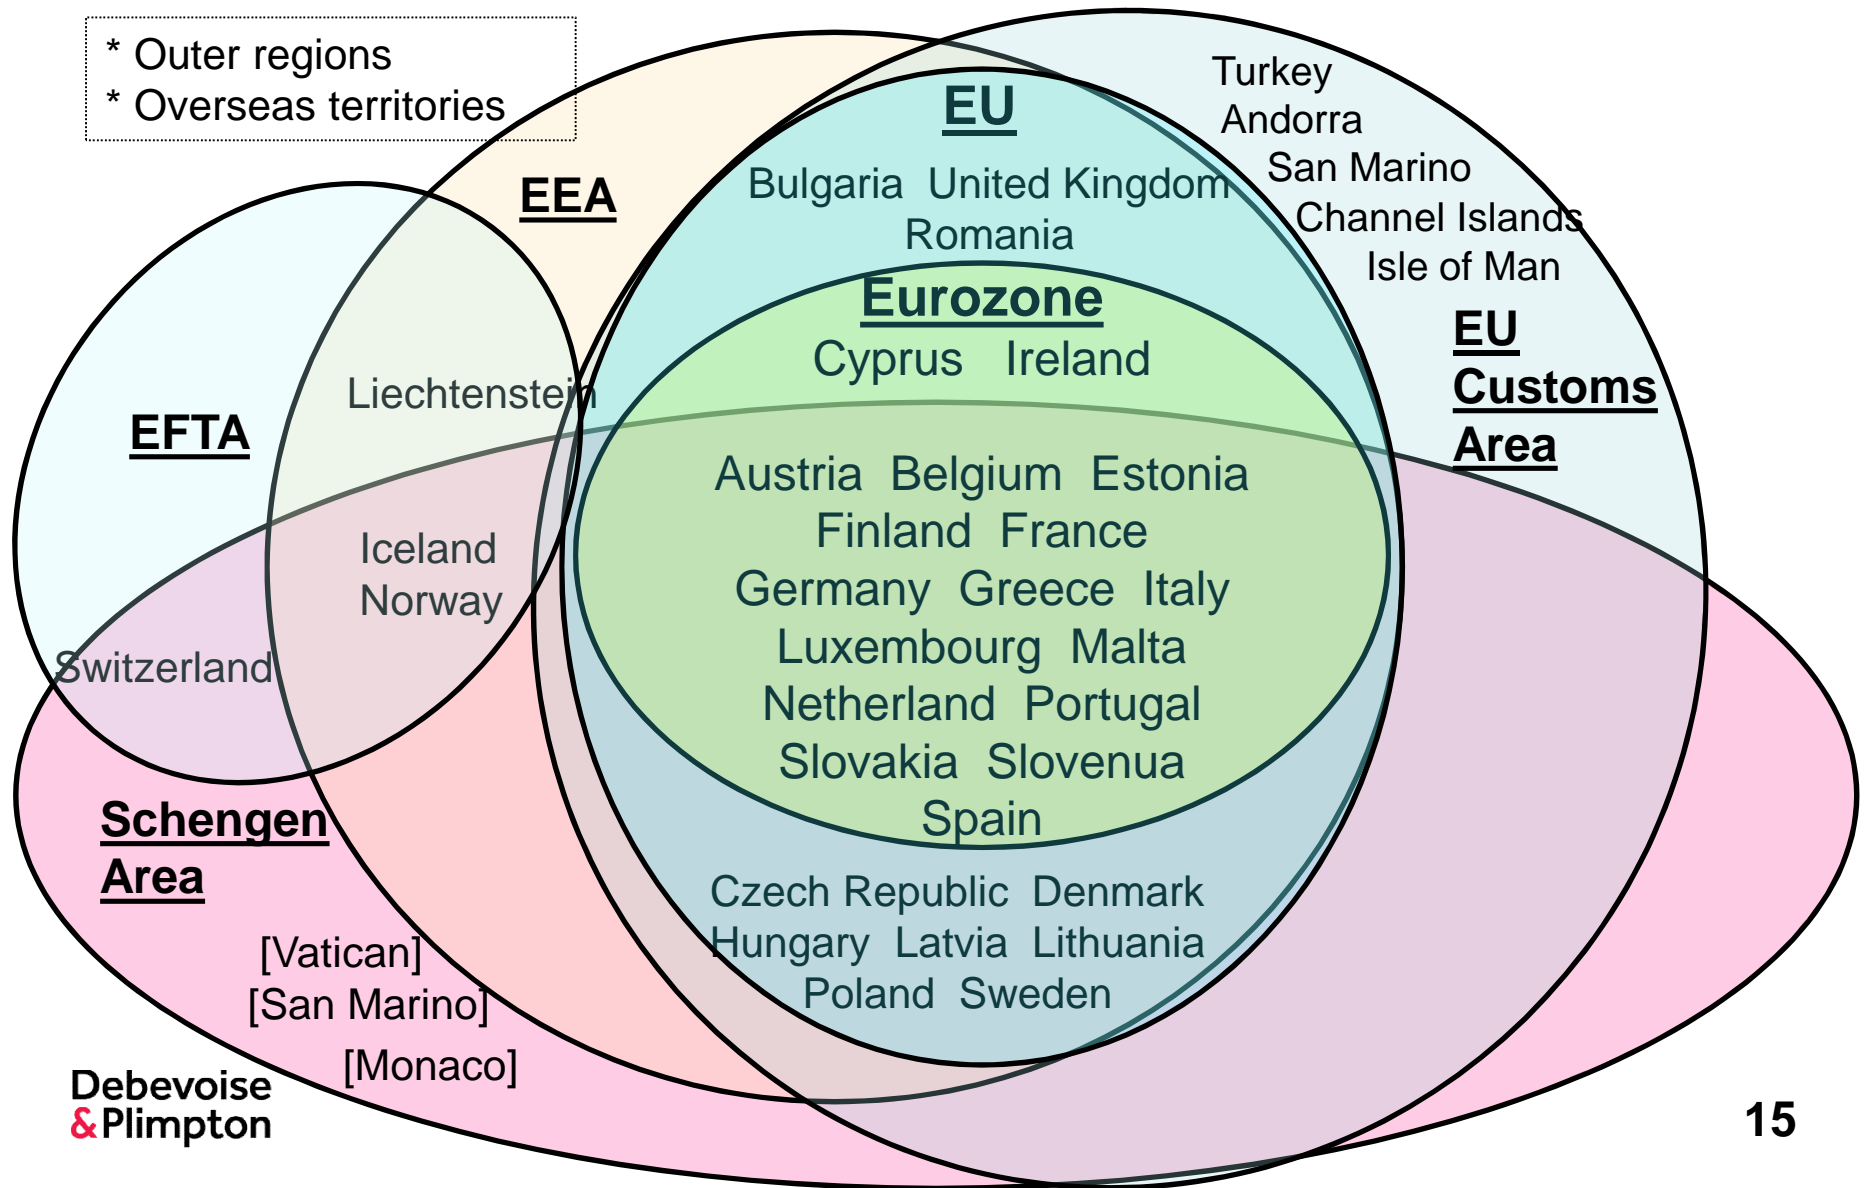 * Outer regions
* Overseas territories
EU
EEA
Bulgaria United Kingdom
Romania
Turkey
Andorra
San Marino
Channel Islands
Isle of Man
EU
Customs
Area
Eurozone
Cyprus Ireland
Liechtenstein
EFTA
Austria Belgium Estonia
Finland France
Germany Greece Italy
Luxembourg Malta
Netherland Portugal
Slovakia Slovenua
Spain
Iceland
Norway
Switzerland
Schengen
Area
Czech Republic Denmark
Hungary Latvia Lithuania
Poland Sweden
[Vatican]
[San Marino]
[Monaco]
Debevoise
&Plimpton
15